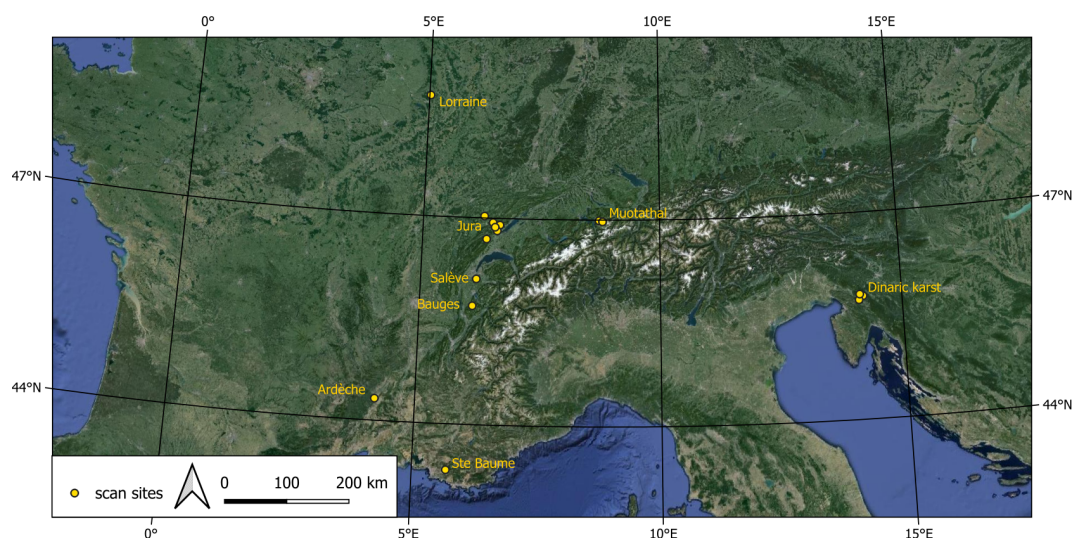 0° 5°E 10°E 15°E
Lorraine
47°N 47°N
Muotathal
Jura
Salève
Dinaric karst
Bauges
Ardèche
44°N 44°N
Ste Baume
scan sites 0 100 200 km
0° 5°E 10°E 15°E